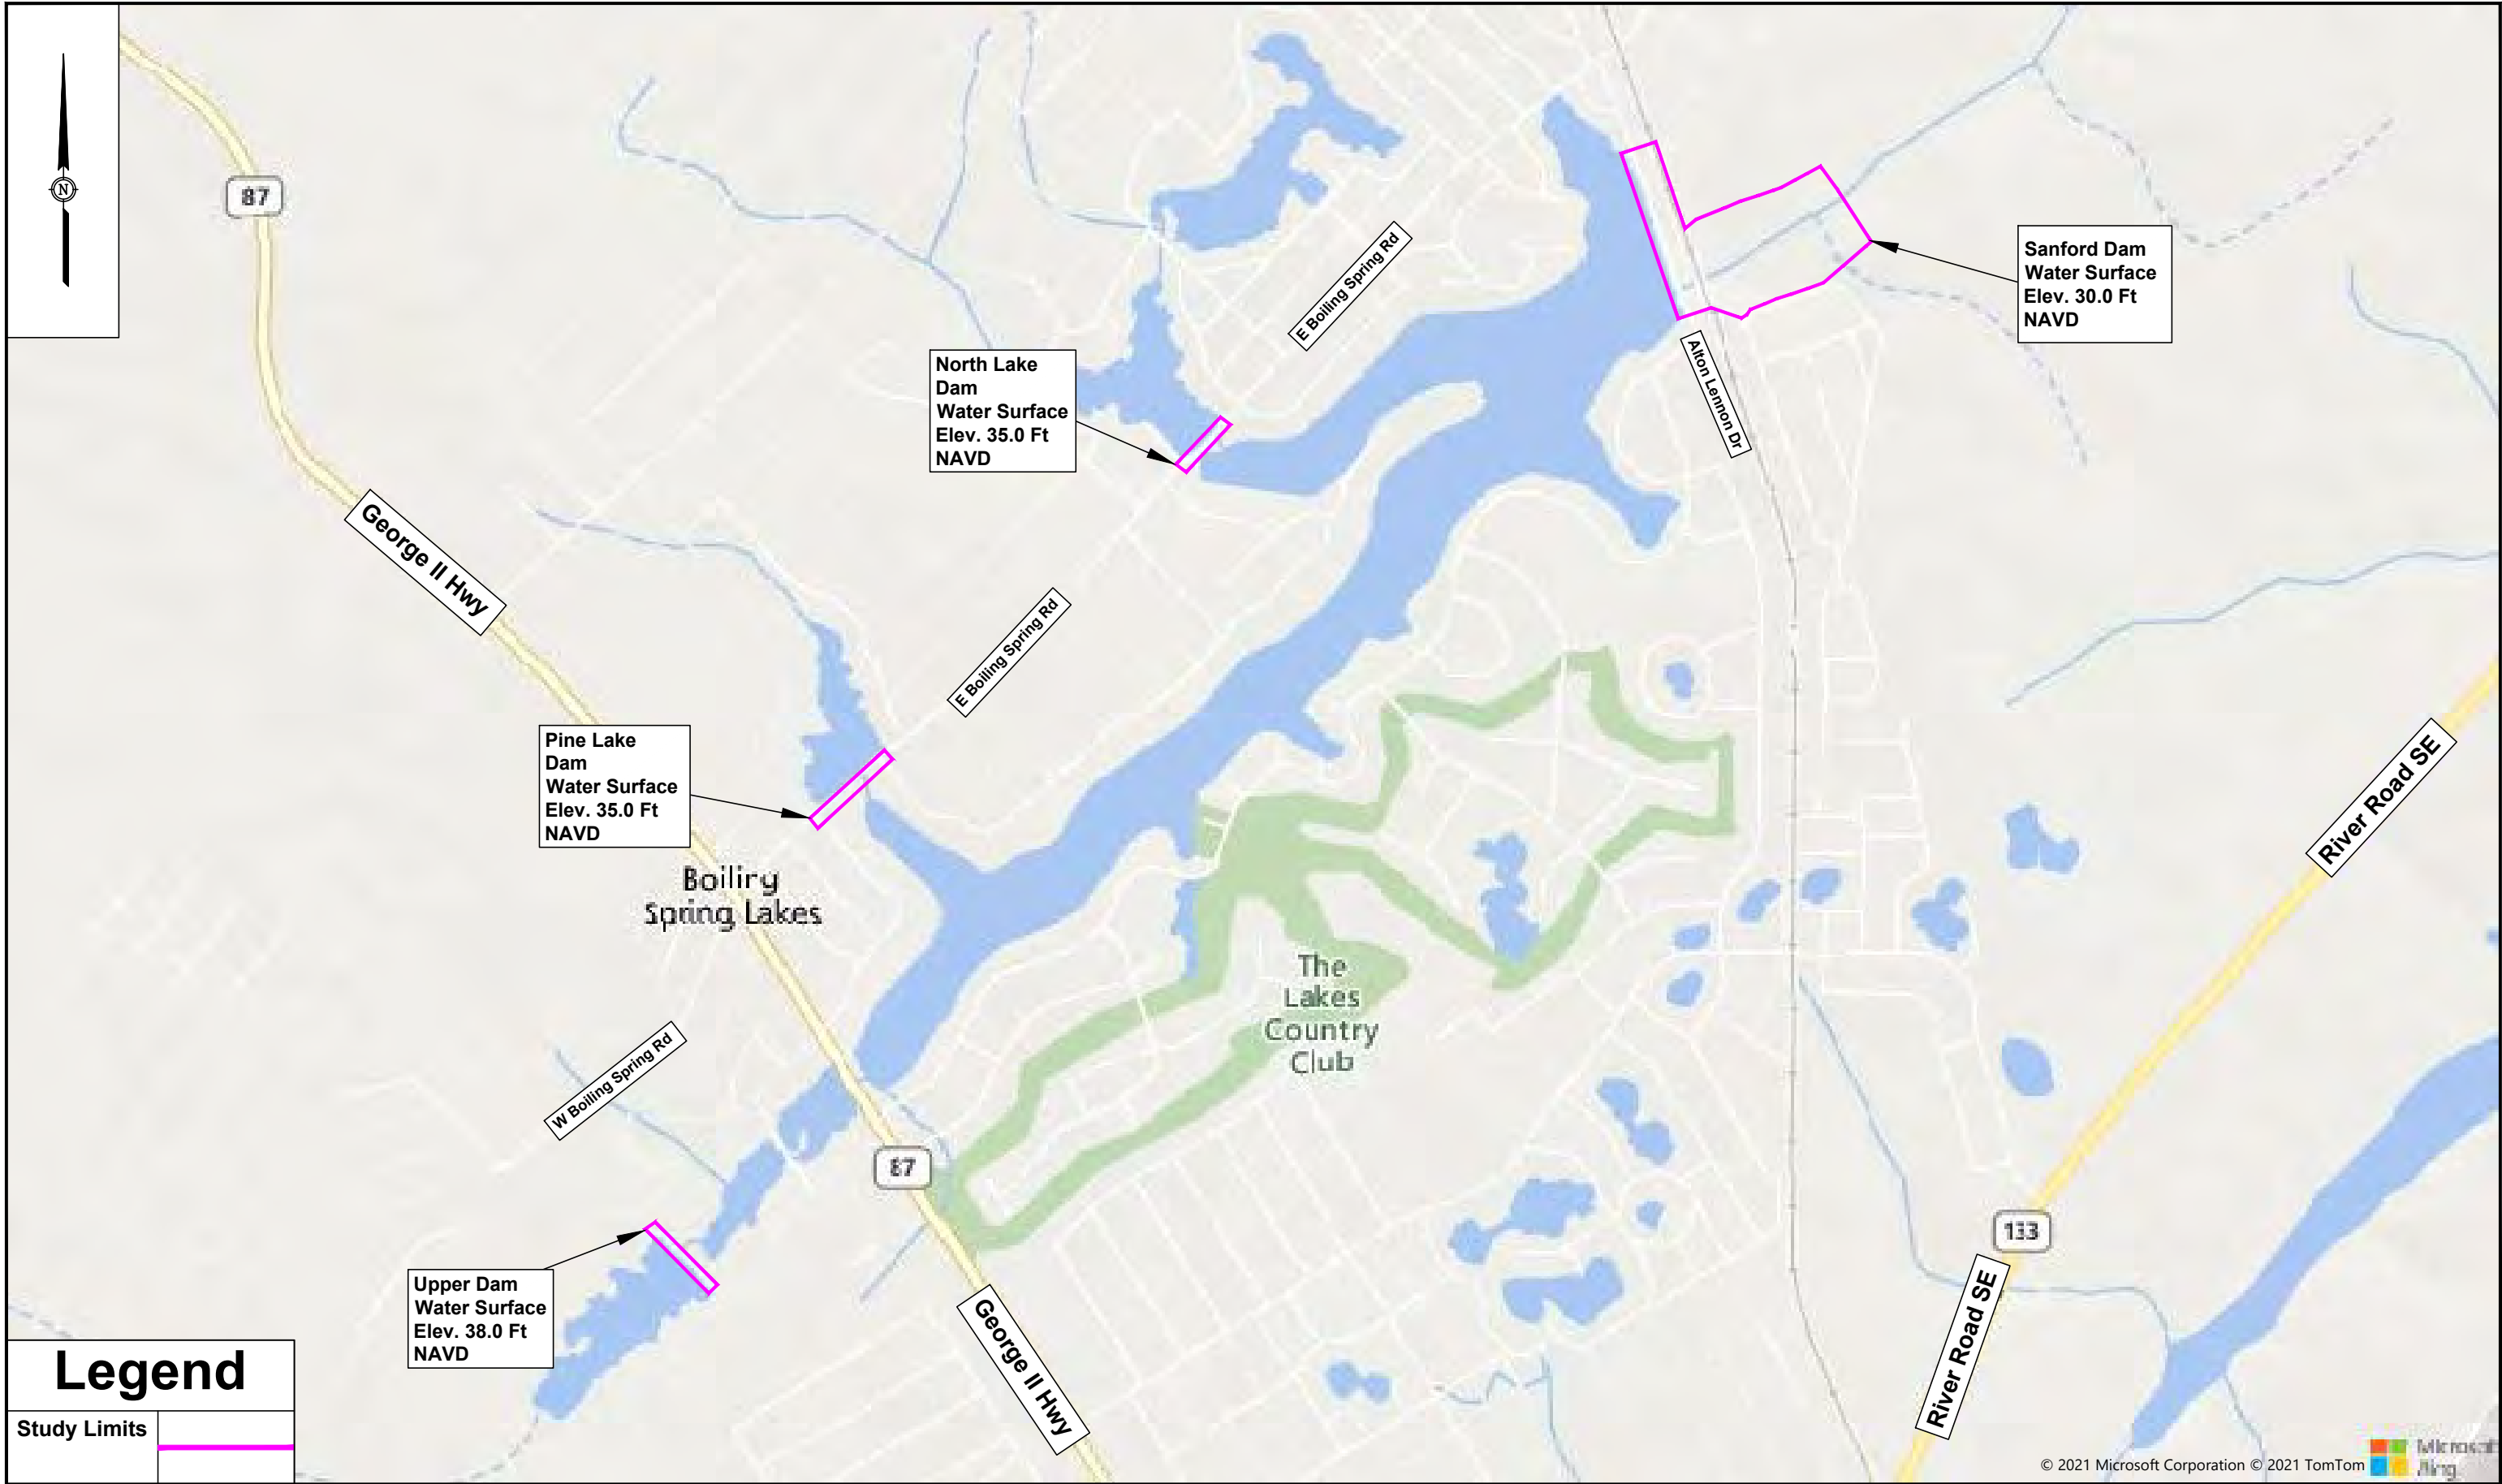 N
87
Sanford Dam
Water Surface
Elev. 30.0 Ft
NAVD
E Boiling Spring Rd
North Lake
Dam
Water Surface
Elev. 35.0 Ft
NAVD
Alton Lennon Dr
George II Hwy
E Boiling Spring Rd
Pine Lake
Dam
Water Surface
Elev. 35.0 Ft
NAVD
River Road SE
Boiling
Spring Lakes
The
Lakes
Country
Club
W Boiling Spring Rd
87
133
Upper Dam
Water Surface
Elev. 38.0 Ft
NAVD
George II Hwy
River Road SE
Legend
Study Limits
© 2021 Microsoft Corporation © 2021 TomTom
Microsoft
Bing